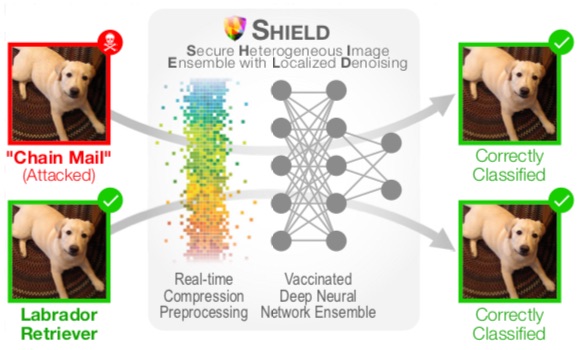 SHIELD
Secure Heterogeneous Image
Ensemble with Localized Denoising
"Chain Mail"
(Attacked)
Labrador
Retriever
Real-time
Compression
Preprocessing
Vaccinated
Deep Neural
Network Ensemble
Correctly
Classified
Correctly
Classified